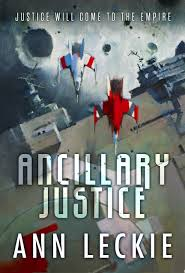 JUSTICE WILL COME TO THE EMPIRE
ANCILLARY
JUSTICE
ANN LECKIE